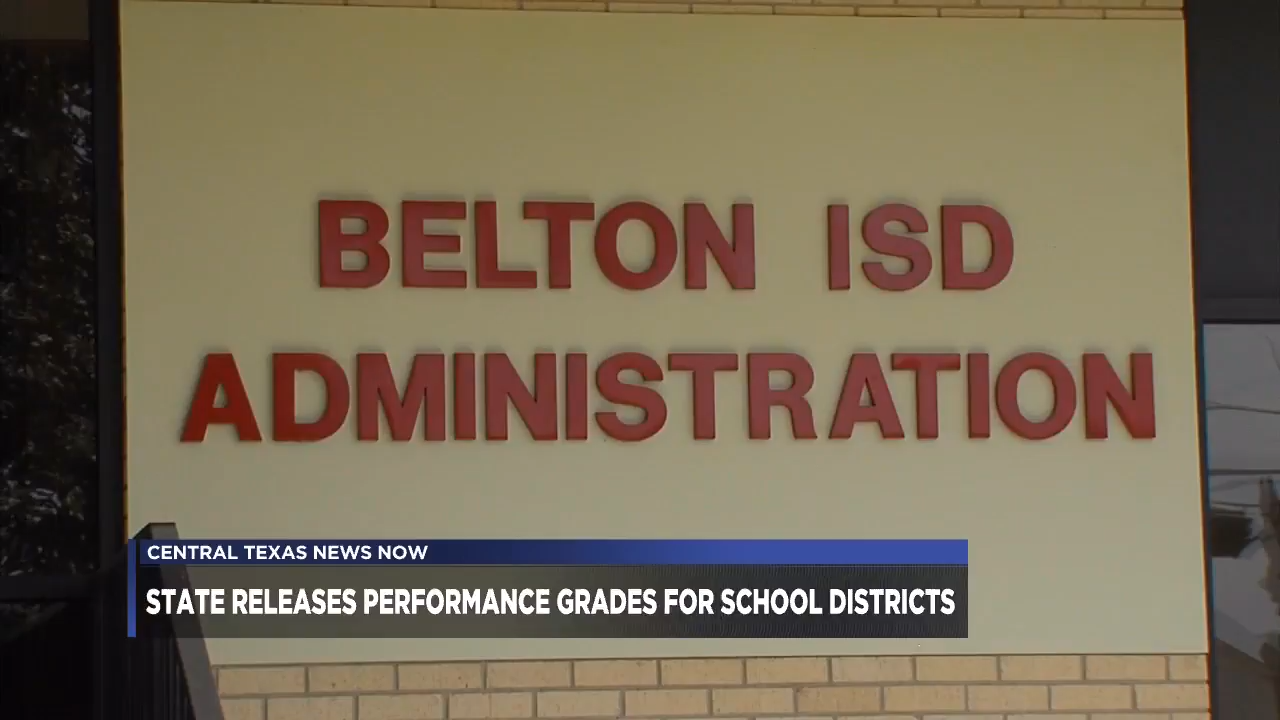 BELTON ISD
ADMINISTRATION
CENTRAL TEXAS NEWS NOW
STATE RELEASES PERFORMANCE GRADES FOR SCHOOL DISTRICTS